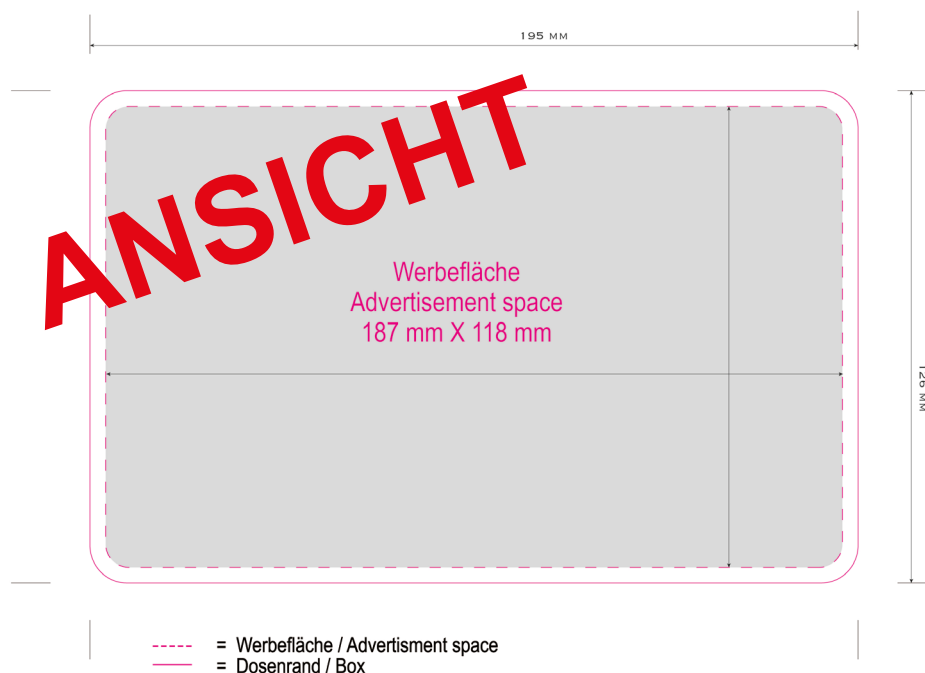 195 MM
ANSICHT
Werbefläche
Advertisement space
187 mm X 118 mm
126 MM
= Werbefläche / Advertisment space
= Dosenrand / Box